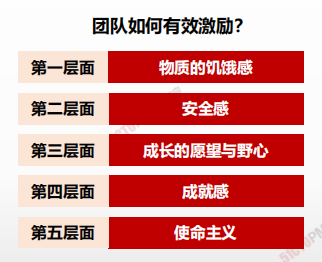 团队如何有效激励？
第一层面 物质的饥饿感
第二层面 安全感
第三层面 成长的愿望与野心
第四层面 成就感
第五层面 使命主义